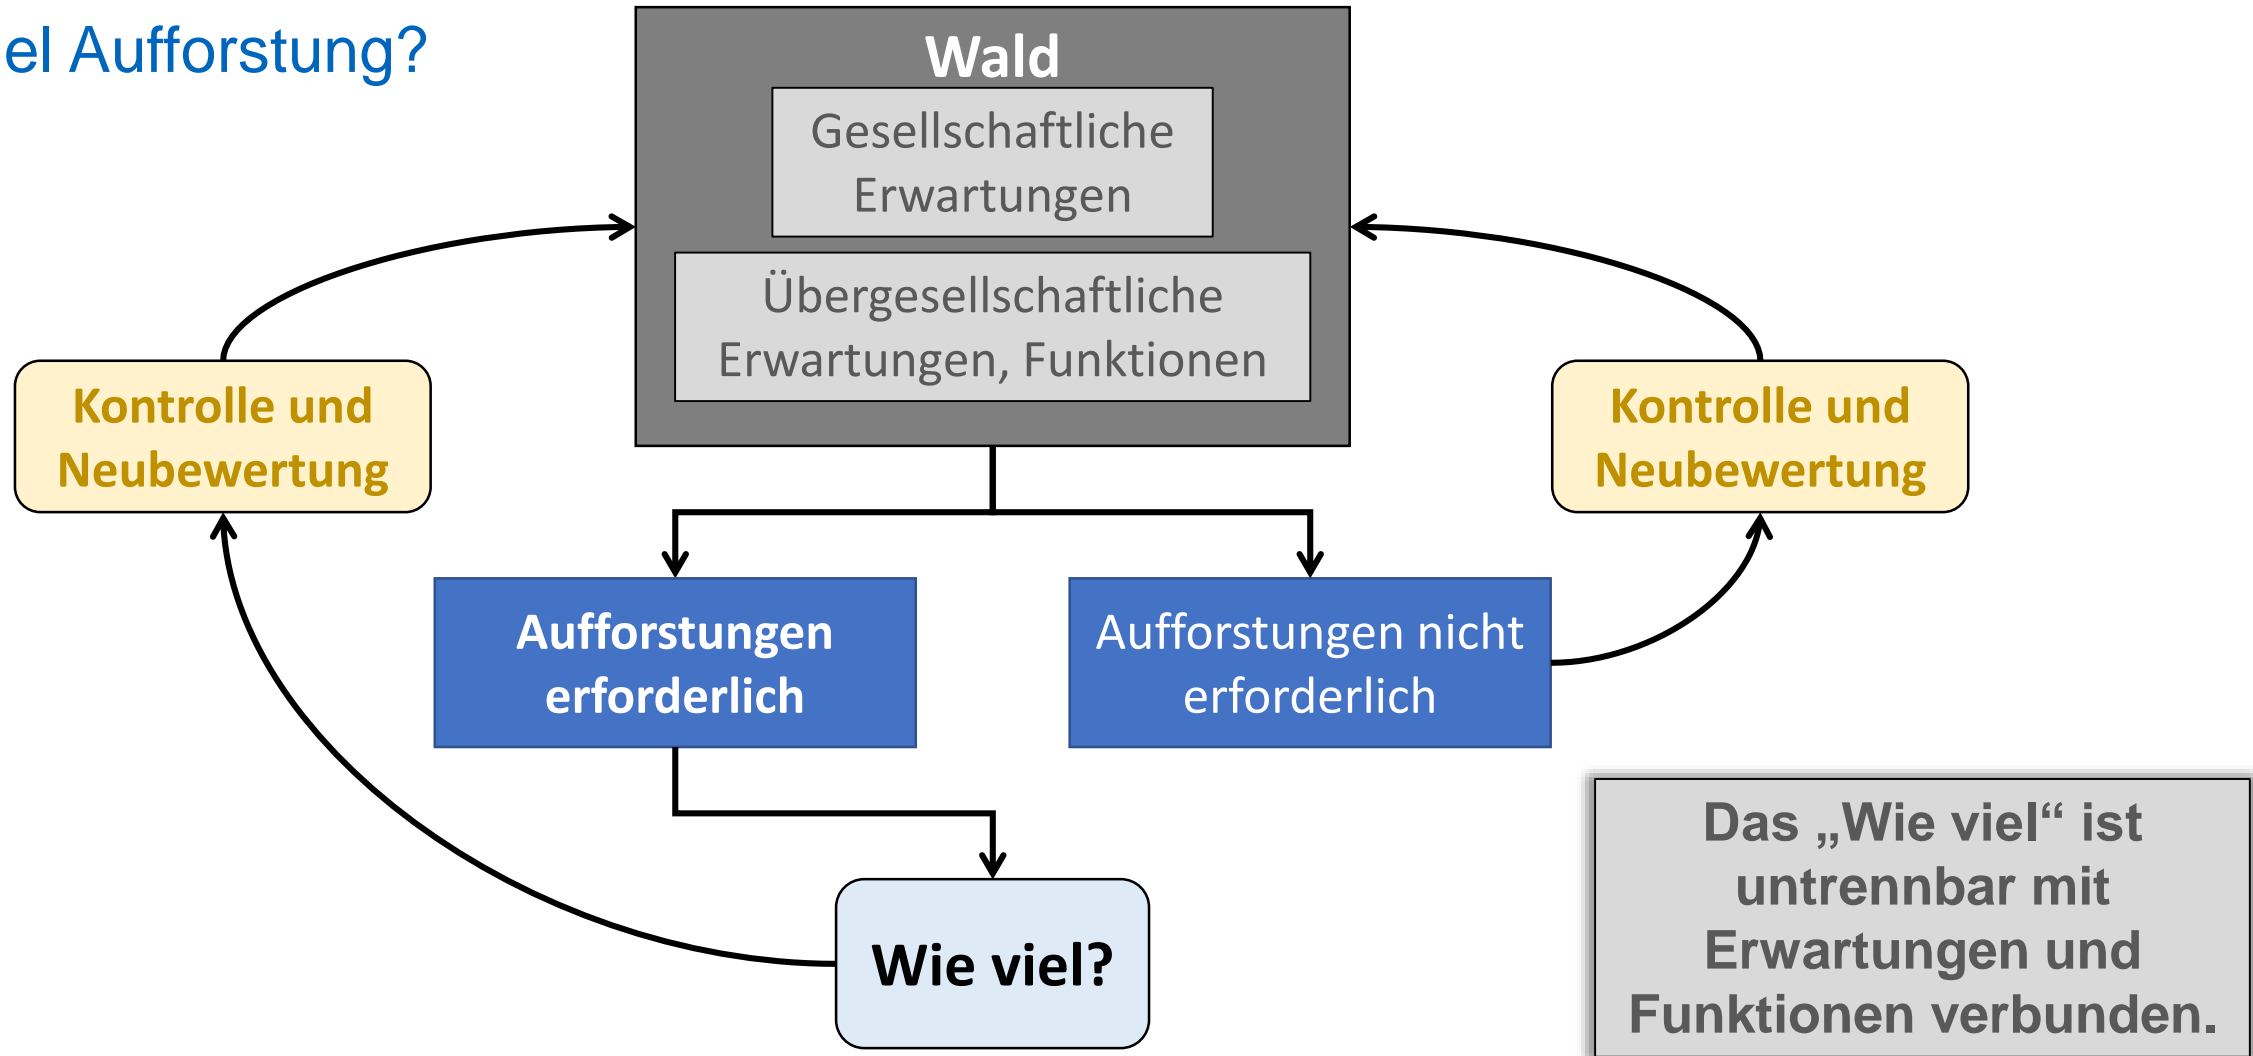 el Aufforstung?
Wald
Gesellschaftliche
Erwartungen
Übergesellschaftliche
Erwartungen, Funktionen
Kontrolle und
Neubewertung
Kontrolle und
Neubewertung
Aufforstungen
erforderlich
Aufforstungen nicht
erforderlich
Wie viel?
Das „Wie viel“ ist
untrennbar mit
Erwartungen und
Funktionen verbunden.